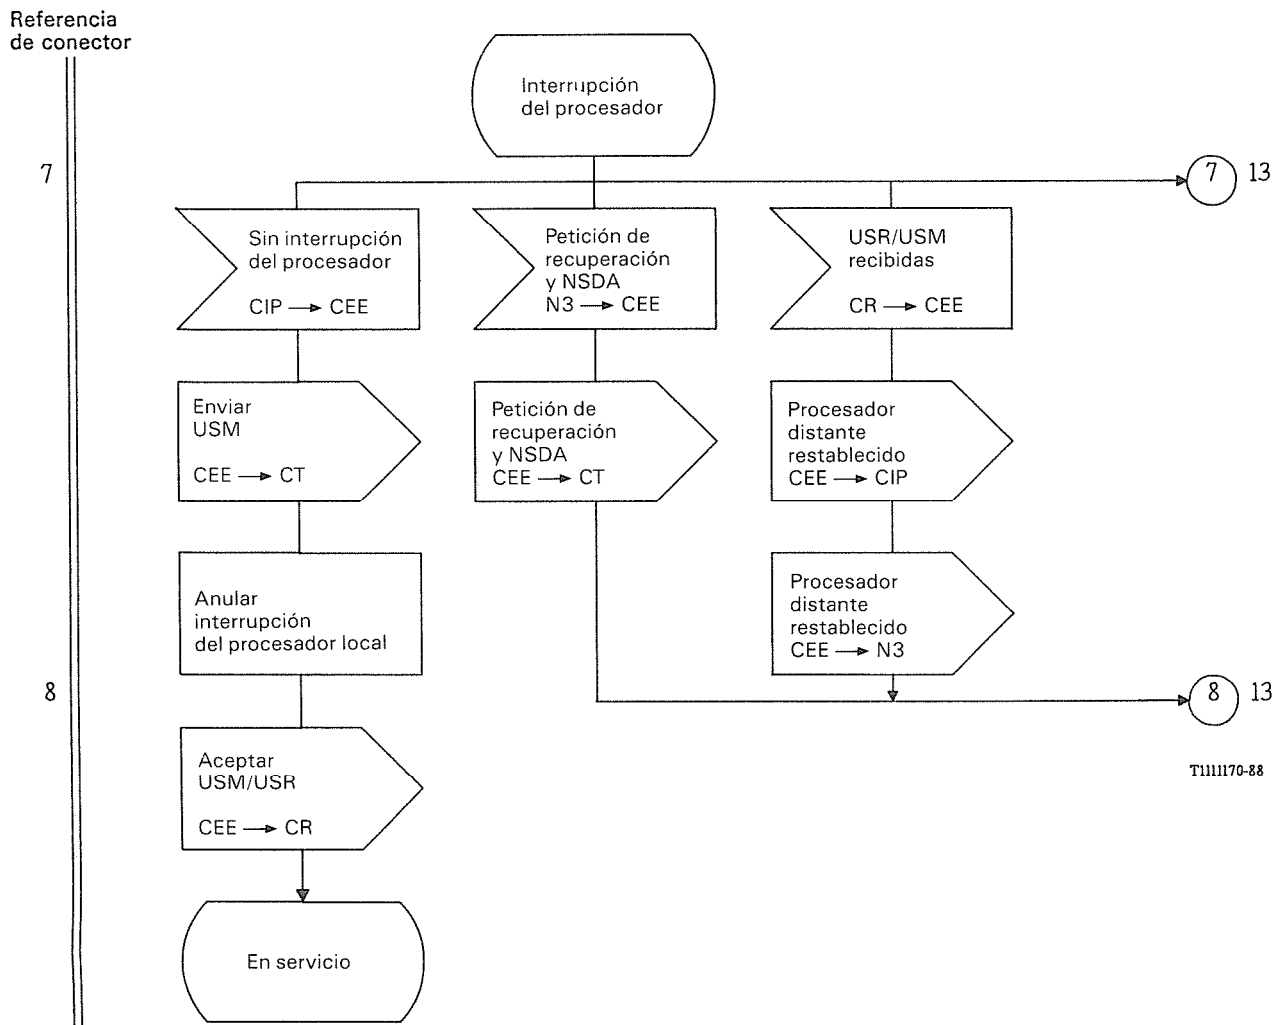 Referencia
de conector
Interrupción
del procesador
7
7
13
Sin interrupción
del procesador
CIP → CEE
Petición de
recuperación
y NSDA
N3 → CEE
USR/USM
recibidas
CR → CEE
Enviar
USM
CEE → CT
Petición de
recuperación
y NSDA
CEE → CT
Procesador
distante
restablecido
CEE → CIP
Anular
interrupción
del procesador local
Procesador
distante
restablecido
CEE → N3
8
8
13
Aceptar
USM/USR
CEE → CR
T1111170-88
En servicio